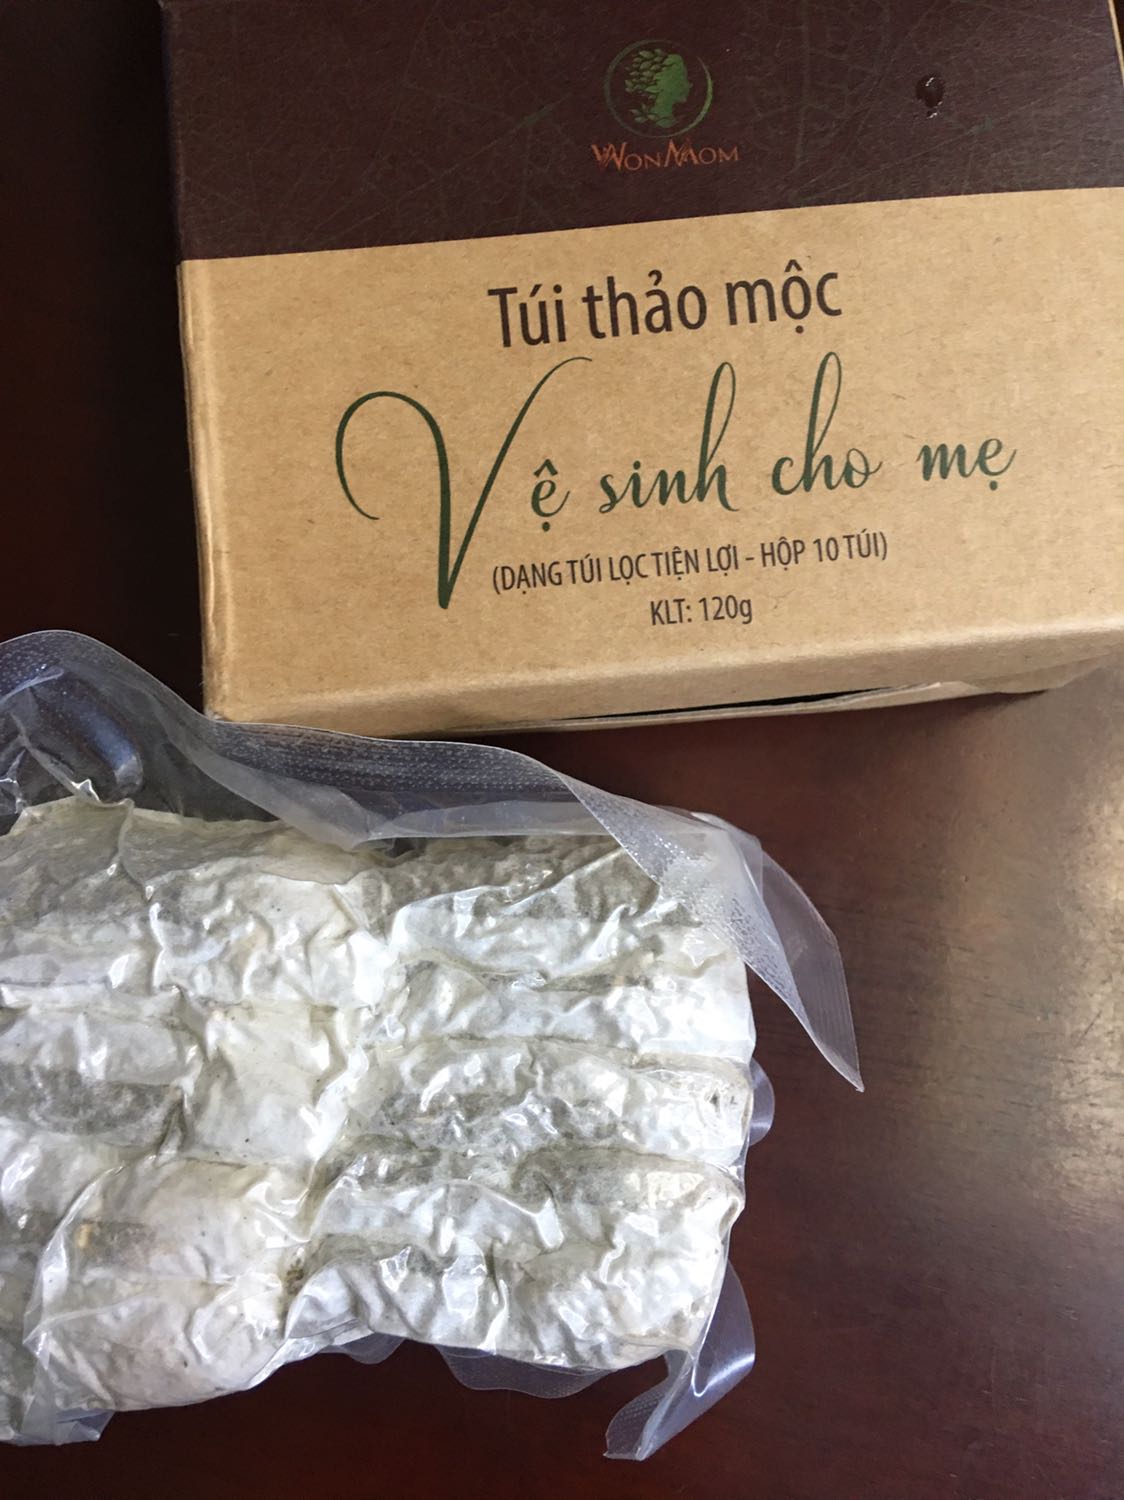 WONMOM
Túi thảo mộc
Vệ sinh cho mẹ
(DẠNG TÚI LỌC TIỆN LỢI - HỘP 10 TÚI)
KLT: 120g